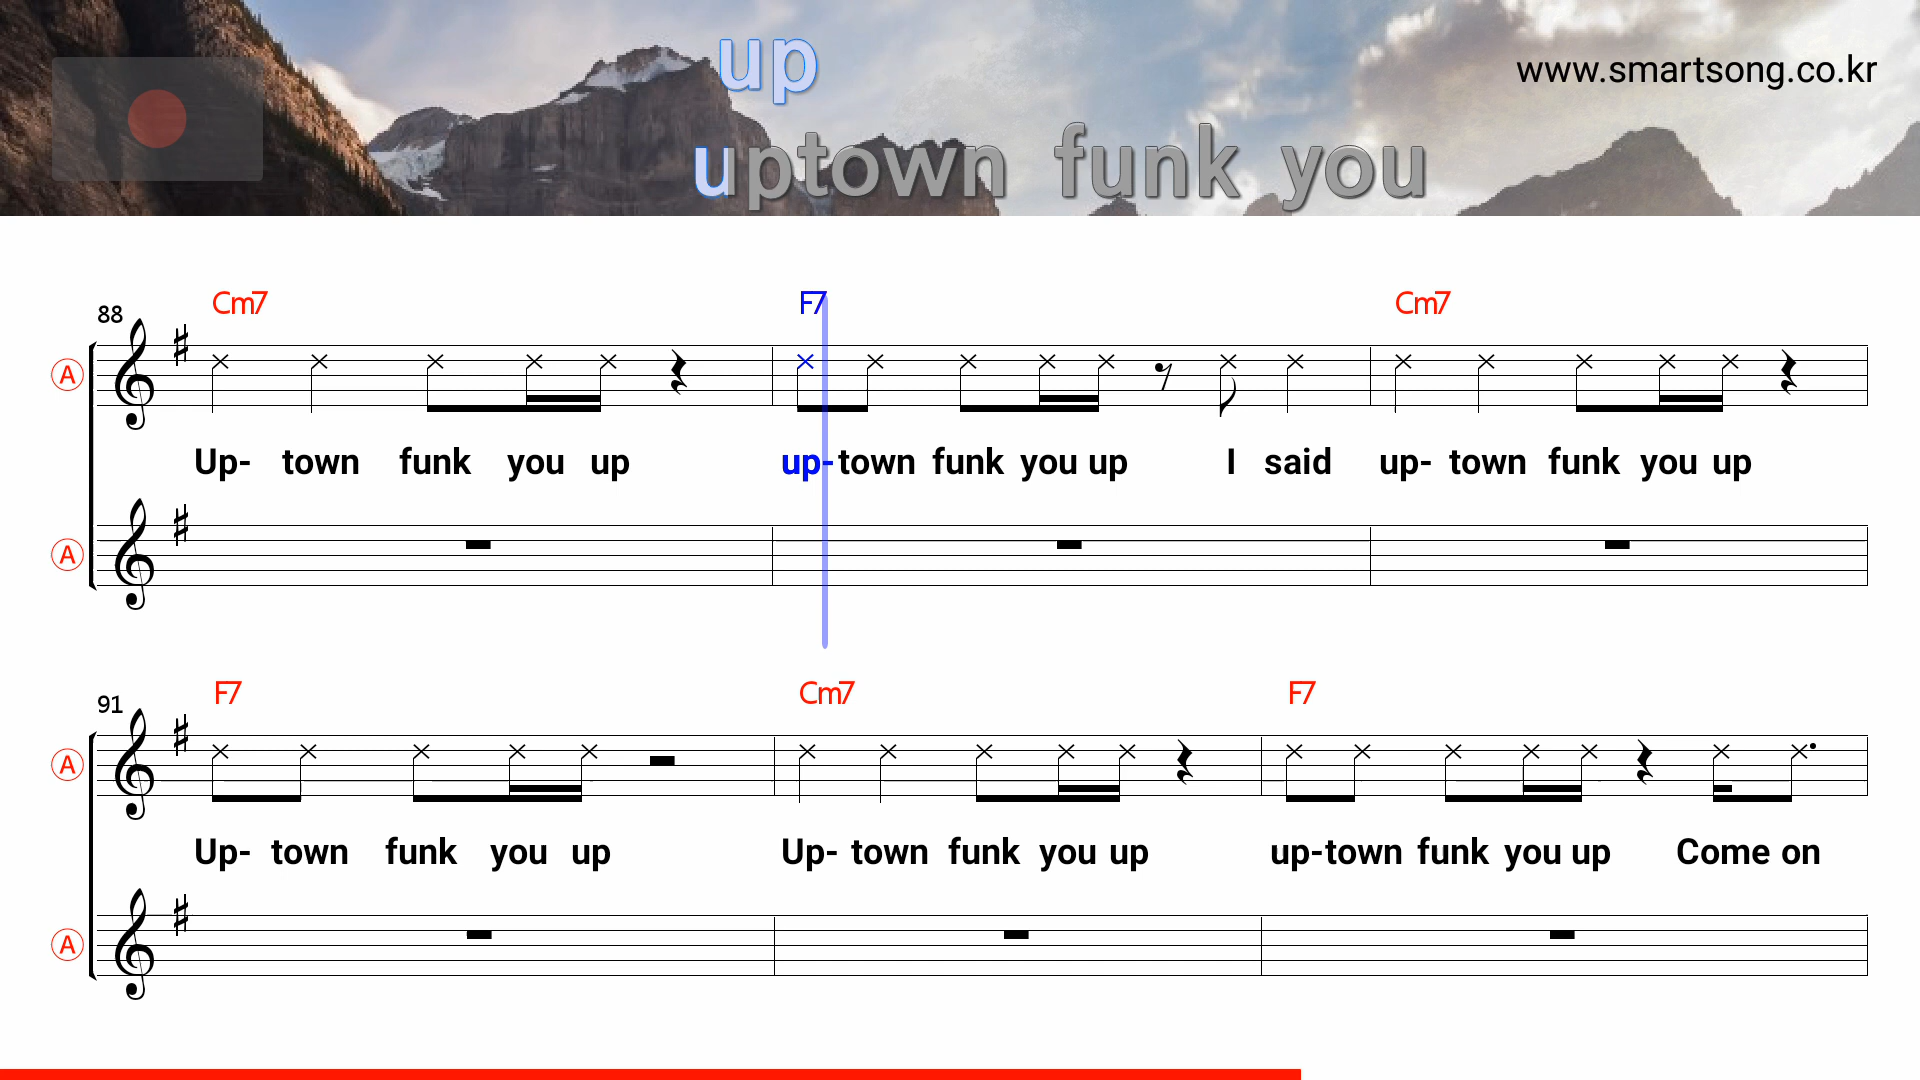 up
www.smartsong.co.kr
uptown funk you
Cm7 F7 Cm7
88
A
Up- town funk you up up- town funk you up I said up- town funk you up
A
F7 Cm7 F7
91
A
Up- town funk you up Up- town funk you up up-town funk you up Come on
A